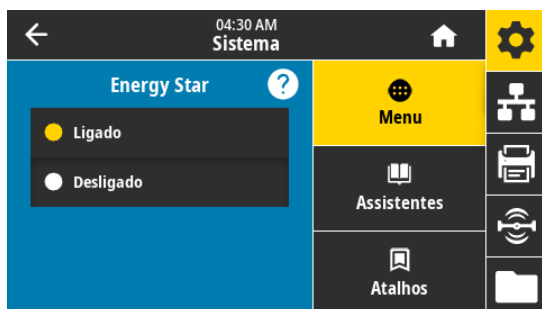 04:30 AM
Sistema
Energy Star
?
Ligado
Desligado
Menu
Assistentes
Atalhos